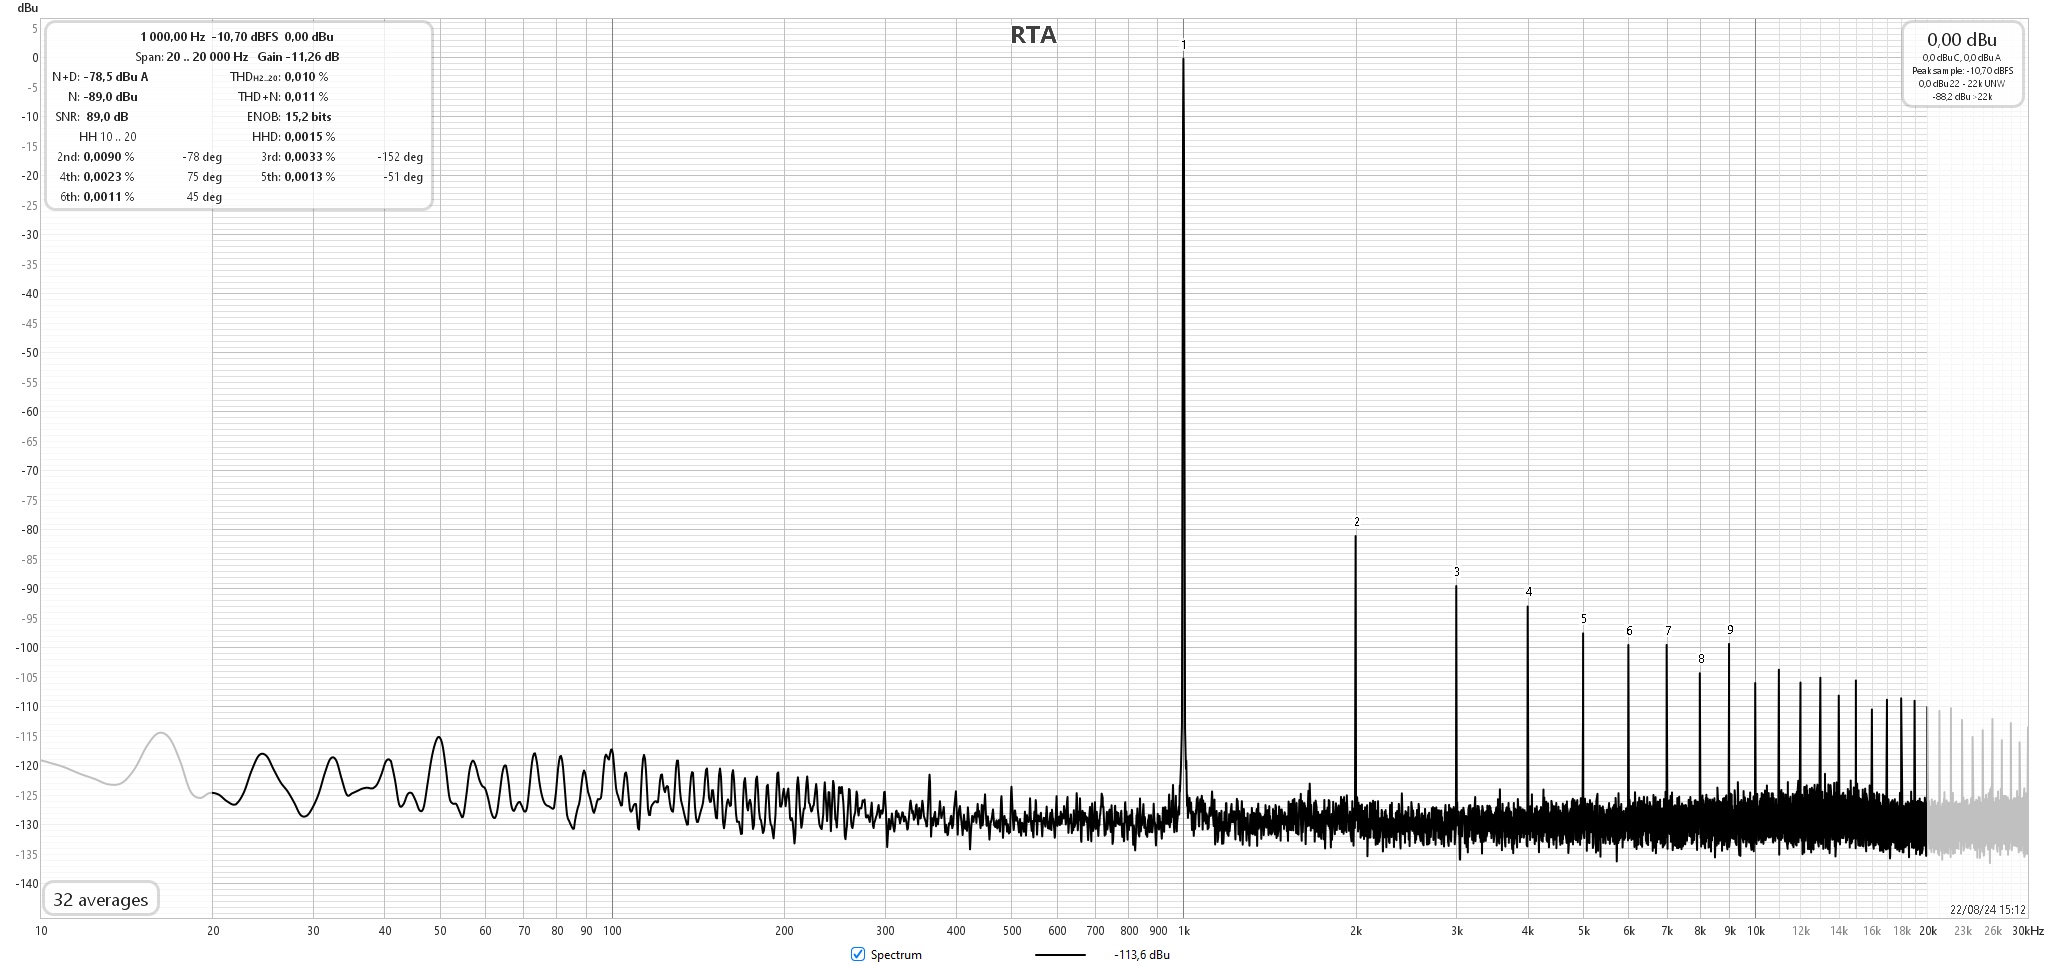 dBu
RTA
1 000,00 Hz -10,70 dBFS 0,00 dBu
Span: 20 .. 20 000 Hz Gain -11,26 dB
N+D: -78,5 dBu A THDH2..20: 0,010 %
N: -89,0 dBu THD+N: 0,011 %
SNR: 89,0 dB ENOB: 15,2 bits
HH 10 .. 20 HHD: 0,0015 %
2nd: 0,0090 % -78 deg 3rd: 0,0033 % -152 deg
4th: 0,0023 % 75 deg 5th: 0,0013 % -51 deg
6th: 0,0011 % 45 deg
0,00 dBu
0,0 dBu C, 0,0 dBu A
Peak sample: -10,70 dBFS
0,0 dBu 22 - 22k UNW
-88,2 dBu >22k
5
0
-5
-10
-15
-20
-25
-30
-35
-40
-45
-50
-55
-60
-65
-70
-75
-80
-85
-90
-95
-100
-105
-110
-115
-120
-125
-130
-135
-140
1
2
3
4
5
6
7
8
9
32 averages
22/08/24 15:12
10 20 30 40 50 60 70 80 90 100 200 300 400 500 600 700 800 900 1k 2k 3k 4k 5k 6k 7k 8k 9k 10k 12k 14k 16k 18k 20k 23k 26k 30kHz
Spectrum -113,6 dBu